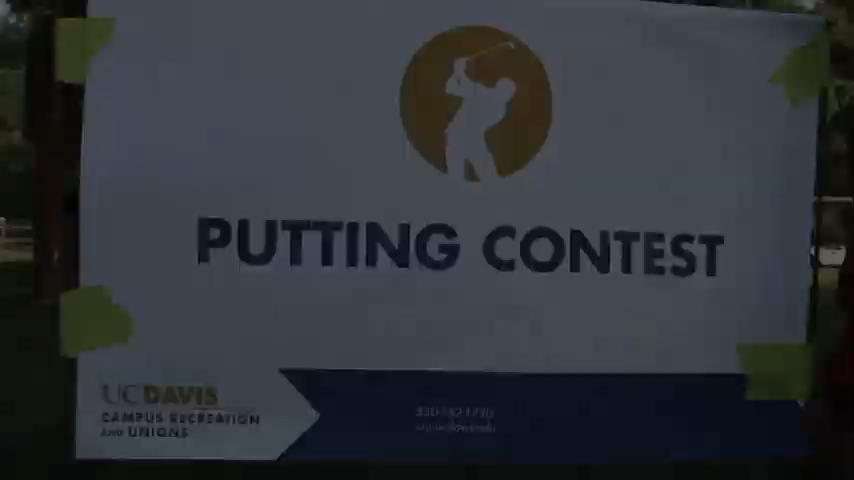 PUTTING CONTEST
UC DAVIS
CAMPUS RECREATION
AND UNIONS